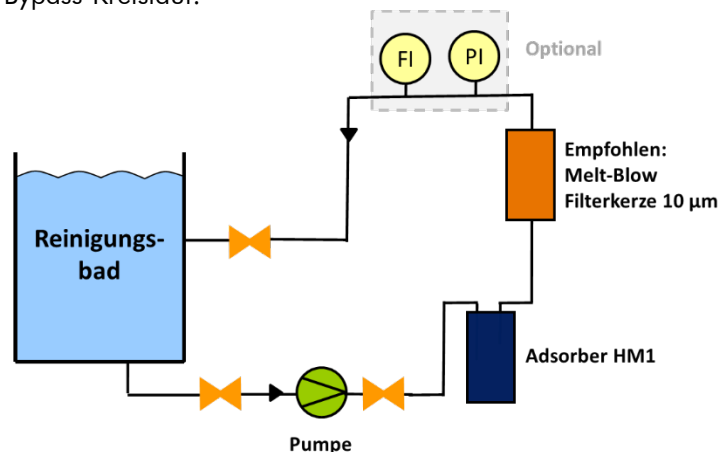 Bypass-Kreislauf:
FI
PI
Optional
Empfohlen:
Melt-Blow
Filterkerze 10 µm
Reinigungs-
bad
Adsorber HM1
Pumpe